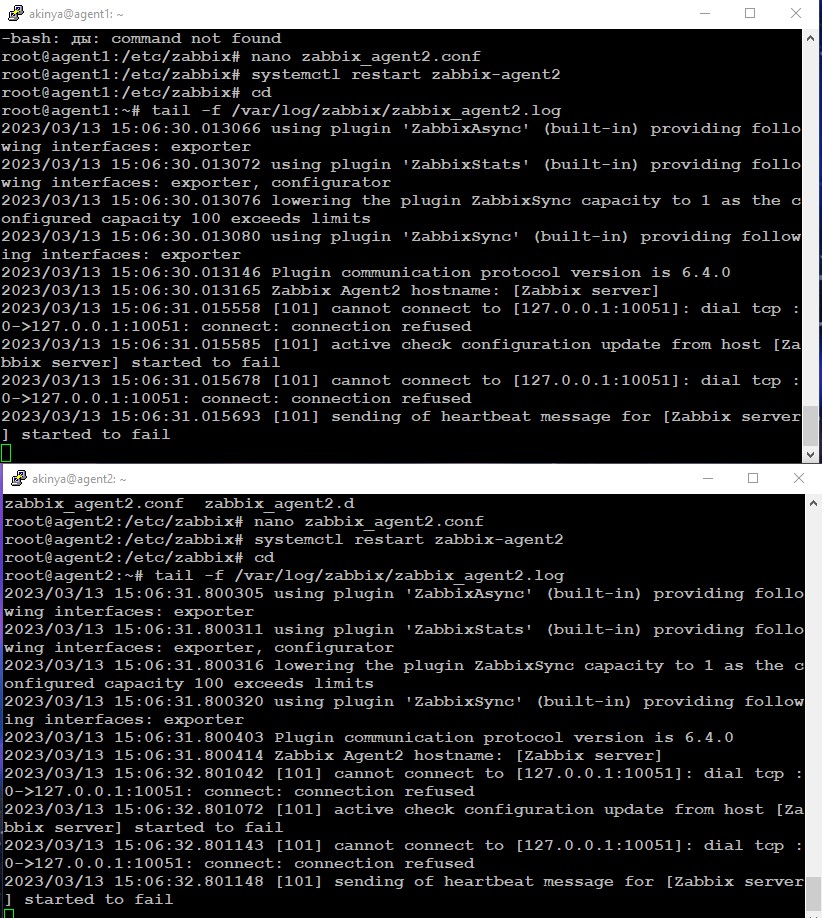 akinya@agent1: ~
-bash: ды: command not found
root@agent1:/etc/zabbix# nano zabbix_agent2.conf
root@agent1:/etc/zabbix# systemctl restart zabbix-agent2
root@agent1:/etc/zabbix# cd
root@agent1:~# tail -f /var/log/zabbix/zabbix_agent2.log
2023/03/13 15:06:30.013066 using plugin 'ZabbixAsync' (built-in) providing follo
wing interfaces: exporter
2023/03/13 15:06:30.013072 using plugin 'ZabbixStats' (built-in) providing follo
wing interfaces: exporter, configurator
2023/03/13 15:06:30.013076 lowering the plugin ZabbixSync capacity to 1 as the c
onfigured capacity 100 exceeds limits
2023/03/13 15:06:30.013080 using plugin 'ZabbixSync' (built-in) providing follow
ing interfaces: exporter
2023/03/13 15:06:30.013146 Plugin communication protocol version is 6.4.0
2023/03/13 15:06:30.013165 Zabbix Agent2 hostname: [Zabbix server]
2023/03/13 15:06:31.015558 [101] cannot connect to [127.0.0.1:10051]: dial tcp :
0->127.0.0.1:10051: connect: connection refused
2023/03/13 15:06:31.015585 [101] active check configuration update from host [Za
bbix server] started to fail
2023/03/13 15:06:31.015678 [101] cannot connect to [127.0.0.1:10051]: dial tcp :
0->127.0.0.1:10051: connect: connection refused
2023/03/13 15:06:31.015693 [101] sending of heartbeat message for [Zabbix server
] started to fail
akinya@agent2: ~
zabbix_agent2.conf  zabbix_agent2.d
root@agent2:/etc/zabbix# nano zabbix_agent2.conf
root@agent2:/etc/zabbix# systemctl restart zabbix-agent2
root@agent2:/etc/zabbix# cd
root@agent2:~# tail -f /var/log/zabbix/zabbix_agent2.log
2023/03/13 15:06:31.800305 using plugin 'ZabbixAsync' (built-in) providing follo
wing interfaces: exporter
2023/03/13 15:06:31.800311 using plugin 'ZabbixStats' (built-in) providing follo
wing interfaces: exporter, configurator
2023/03/13 15:06:31.800316 lowering the plugin ZabbixSync capacity to 1 as the c
onfigured capacity 100 exceeds limits
2023/03/13 15:06:31.800320 using plugin 'ZabbixSync' (built-in) providing follow
ing interfaces: exporter
2023/03/13 15:06:31.800403 Plugin communication protocol version is 6.4.0
2023/03/13 15:06:31.800414 Zabbix Agent2 hostname: [Zabbix server]
2023/03/13 15:06:32.801042 [101] cannot connect to [127.0.0.1:10051]: dial tcp :
0->127.0.0.1:10051: connect: connection refused
2023/03/13 15:06:32.801072 [101] active check configuration update from host [Za
bbix server] started to fail
2023/03/13 15:06:32.801143 [101] cannot connect to [127.0.0.1:10051]: dial tcp :
0->127.0.0.1:10051: connect: connection refused
2023/03/13 15:06:32.801148 [101] sending of heartbeat message for [Zabbix server
] started to fail